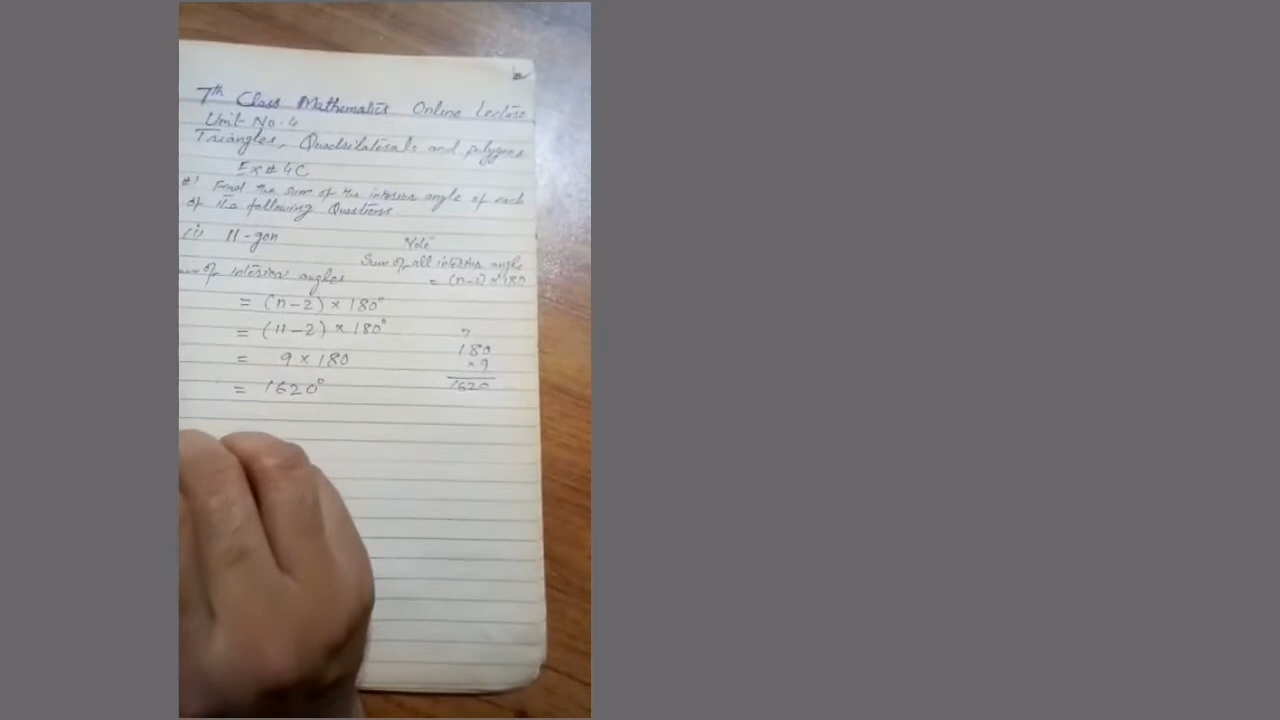 7th Class Mathematics Online Lecture
Unit No. 4
Triangles, Quadrilaterals and polygons
Ex # 4C
#1 Find the sum of the interior angle of each
of the following Questions
(i) 11-gon
Note
Sum of all interior angle
= (n-2) × 180
of interior angles
= (n-2) × 180°
= (11-2) × 180°
= 9 × 180
= 1620°
7
180
×9
1620